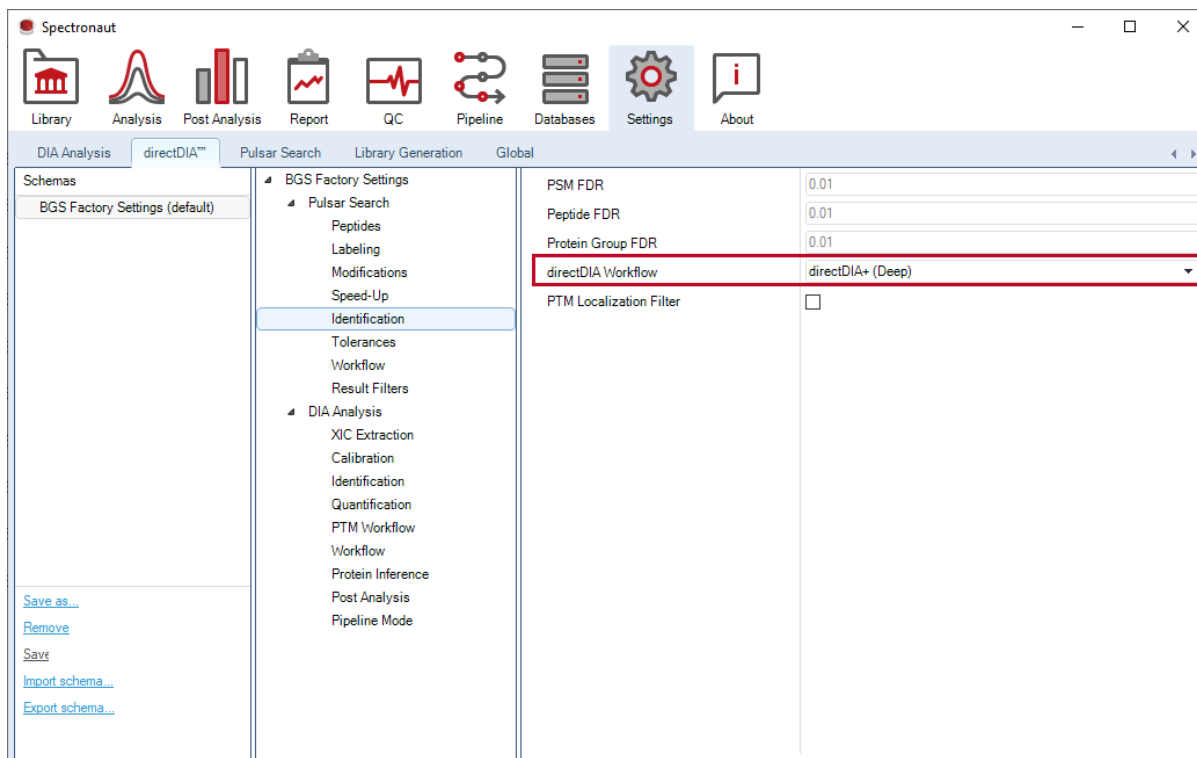 Spectronaut
Library
Analysis
Post Analysis
Report
QC
Pipeline
Databases
Settings
About
DIA Analysis
directDIA™
Pulsar Search
Library Generation
Global
Schemas
BGS Factory Settings (default)
Save as...
Remove
Save
Import schema...
Export schema...
BGS Factory Settings
Pulsar Search
Peptides
Labeling
Modifications
Speed-Up
Identification
Tolerances
Workflow
Result Filters
DIA Analysis
XIC Extraction
Calibration
Identification
Quantification
PTM Workflow
Workflow
Protein Inference
Post Analysis
Pipeline Mode
PSM FDR 0.01
Peptide FDR 0.01
Protein Group FDR 0.01
directDIA Workflow directDIA+ (Deep)
PTM Localization Filter